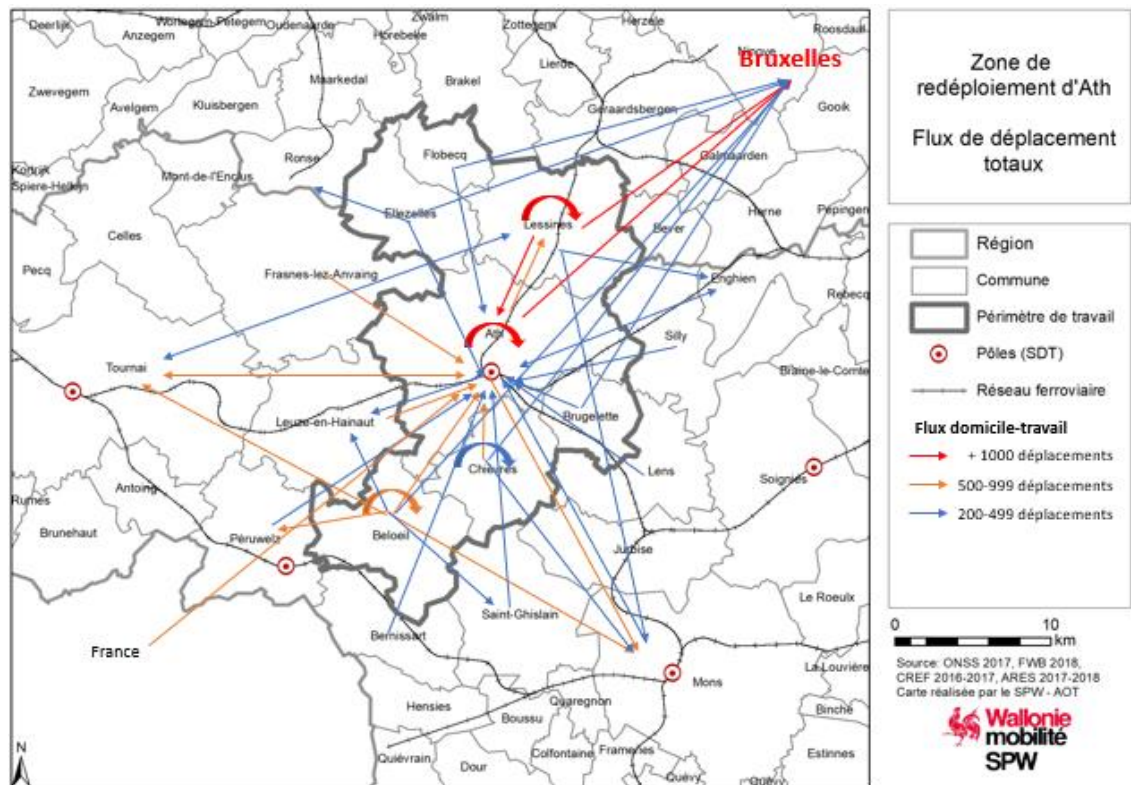 Deerlijk
Wortegem-Petegem
Oudenaarde
Zwalm
Zottegem
Herzele
Roosdaal
Anzegem
Horebeke
Lierde
Ninove
Bruxelles
Maarkedal
Brakel
Zwevegem
Avelgem
Kluisbergen
Geraardsbergen
Gooik
Kortrijk
Ronse
Flobecq
Galmaarden
Spiere-Helkijn
Mont-de-l'Enclus
Ellezelles
Lessines
Herne
Pepingen
Celles
Bever
Pecq
Frasnes-lez-Anvaing
Enghien
Rebecq
Ath
Silly
Tournai
Braine-le-Comte
Leuze-en-Hainaut
Brugelette
Chièvres
Lens
Soignies
Rumes
Antoing
Brunehaut
Péruwelz
Beloeil
Jurbise
Saint-Ghislain
Le Roeulx
Bernissart
France
La Louvière
Mons
Hensies
Quaregnon
Boussu
Binche
Quiévrain
Colfontaine
Frameries
Estinnes
Dour
Quévy
N
Zone de
redéploiement d'Ath
Flux de déplacement
totaux
Région
Commune
Périmètre de travail
Pôles (SDT)
Réseau ferroviaire
Flux domicile-travail
+ 1000 déplacements
500-999 déplacements
200-499 déplacements
0 10
km
Source: ONSS 2017, FWB 2018,
CREF 2016-2017, ARES 2017-2018
Carte réalisée par le SPW - AOT
Wallonie
mobilité
SPW